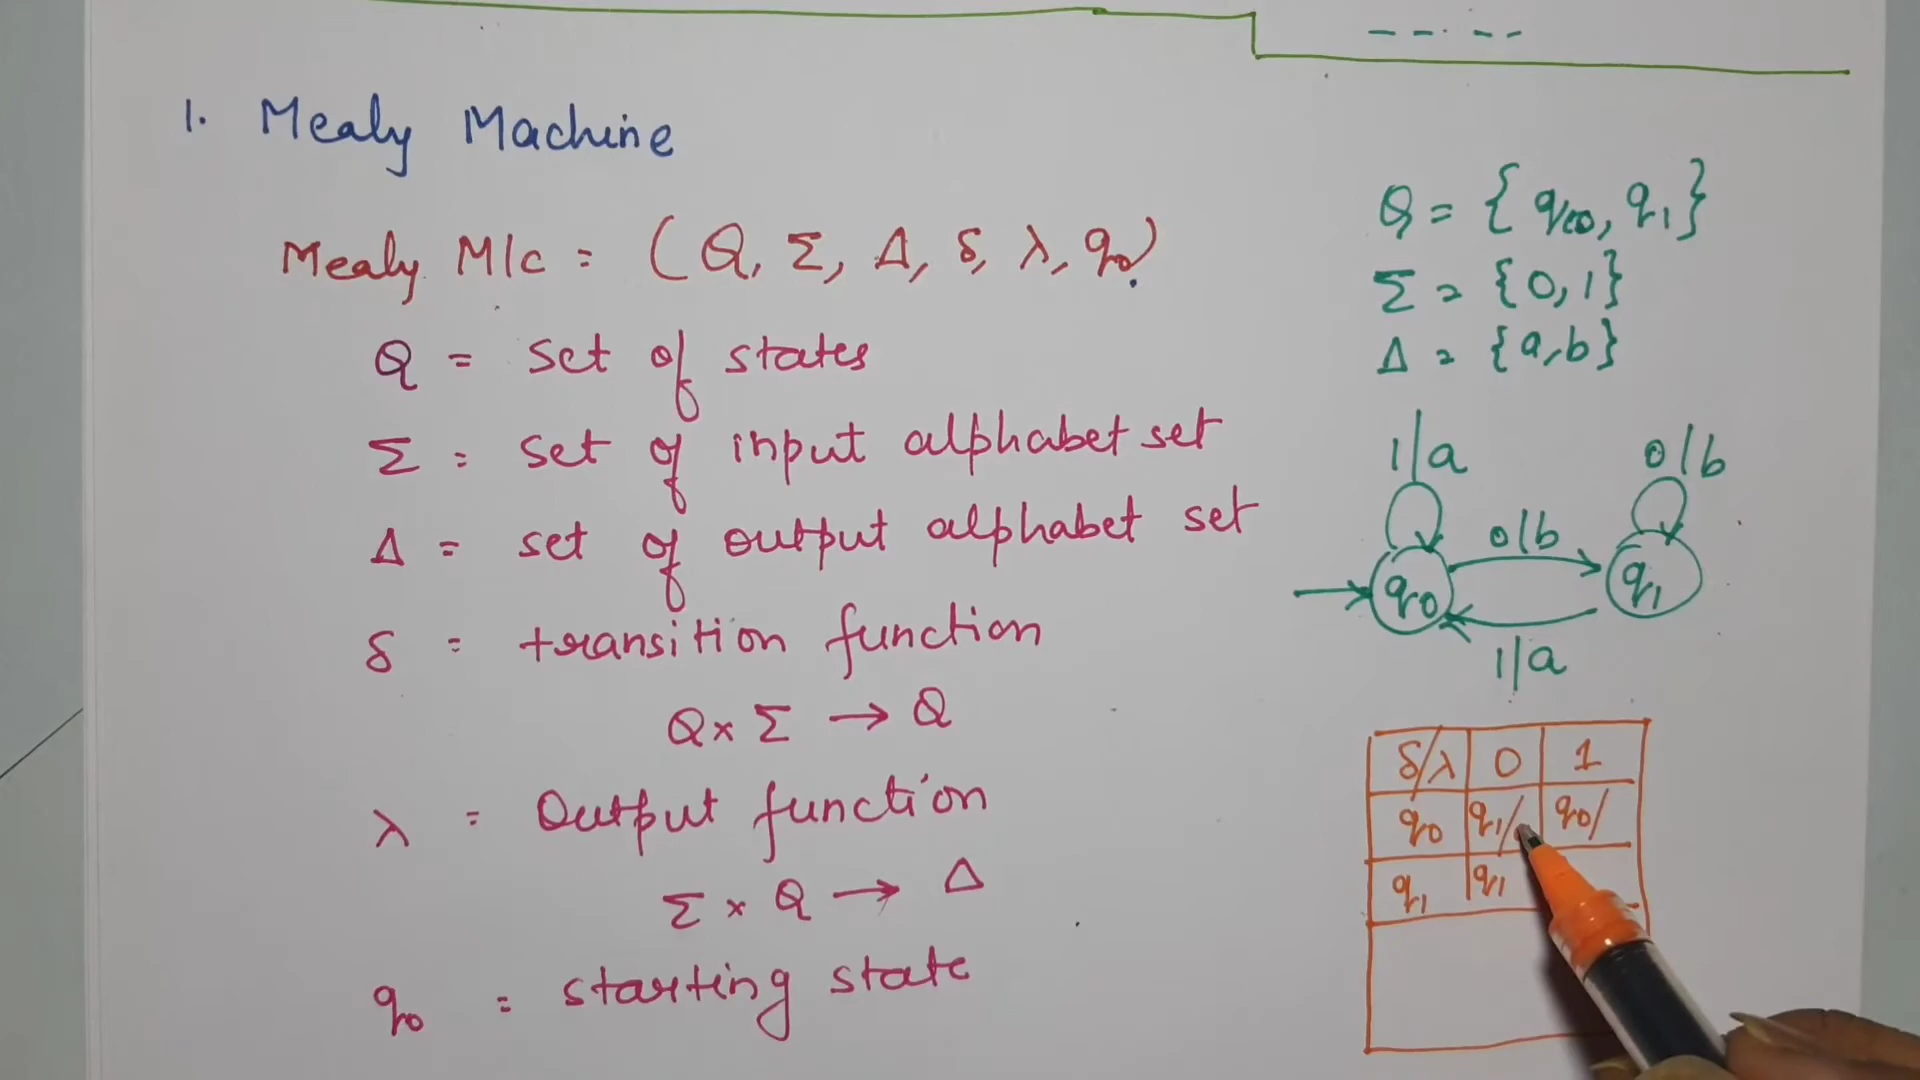 1. Mealy Machine
Mealy M/c = (Q, Σ, Δ, δ, λ, q0)
Q = Set of states
Σ = set of input alphabet set
Δ = set of output alphabet set
δ = transition function
Q × Σ → Q
λ = Output function
Σ × Q → Δ
q0 = starting state
Q = {q0, q1}
Σ = {0, 1}
Δ = {a, b}
1/a 0/b
0/b
q0 q1
1/a
δ/λ 0 1
q0 q1/ q0/
q1 q1